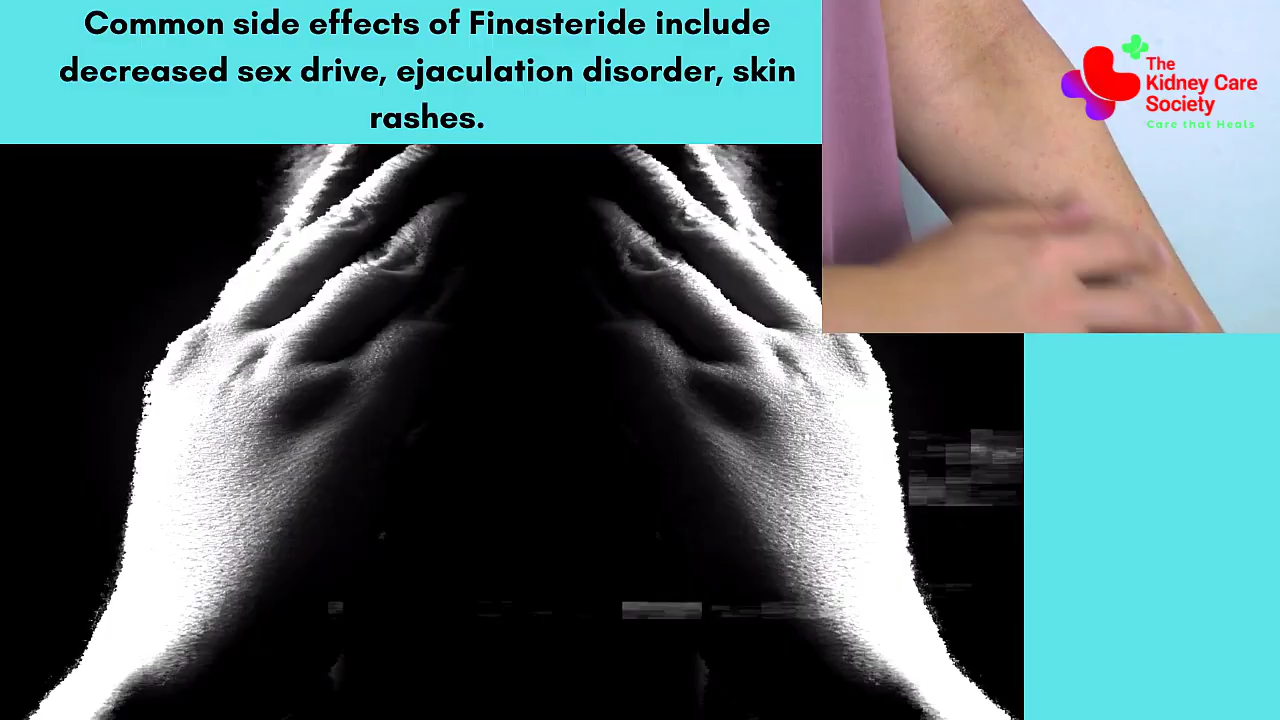 Common side effects of Finasteride include
decreased sex drive, ejaculation disorder, skin
rashes.
The
Kidney Care
Society
Care that Heals